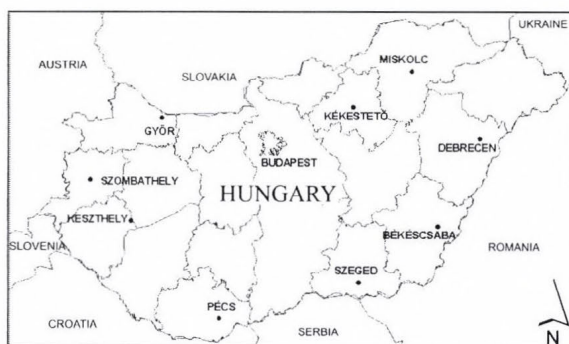 UKRAINE
MISKOLC
AUSTRIA
SLOVAKIA
KÉKESTETŐ
GYŐR
DEBRECEN
BUDAPEST
SZOMBATHELY
HUNGARY
KESZTHELY
BÉKÉSCSABA
SLOVENIA
ROMANIA
SZEGED
PÉCS
CROATIA
SERBIA
N